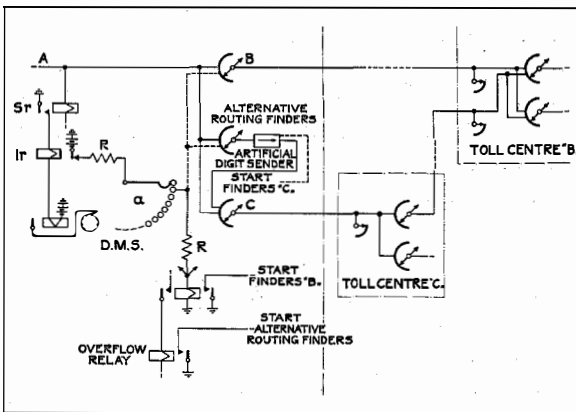 A
B
Sr
ALTERNATIVE
ROUTING FINDERS
R
Ir
ARTIFICIAL
DIGIT SENDER
START
FINDERS "C.
a
C
D.M.S.
R
TOLL CENTRE "B.
TOLL CENTRE "C.
START
FINDERS "B.
START
ALTERNATIVE
ROUTING FINDERS
OVERFLOW
RELAY